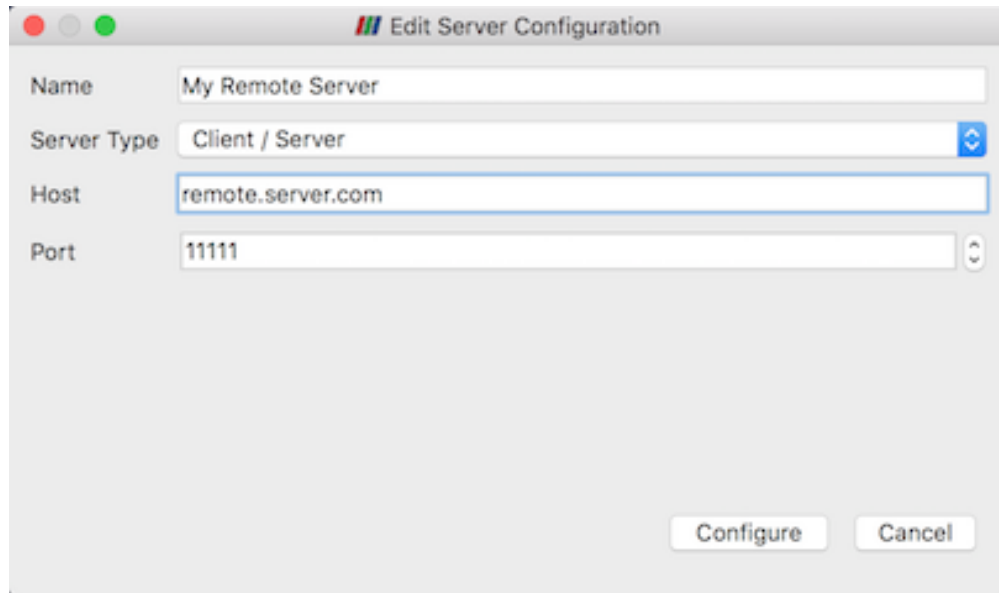 Edit Server Configuration
Name My Remote Server
Server Type Client / Server
Host remote.server.com
Port 11111
Configure Cancel